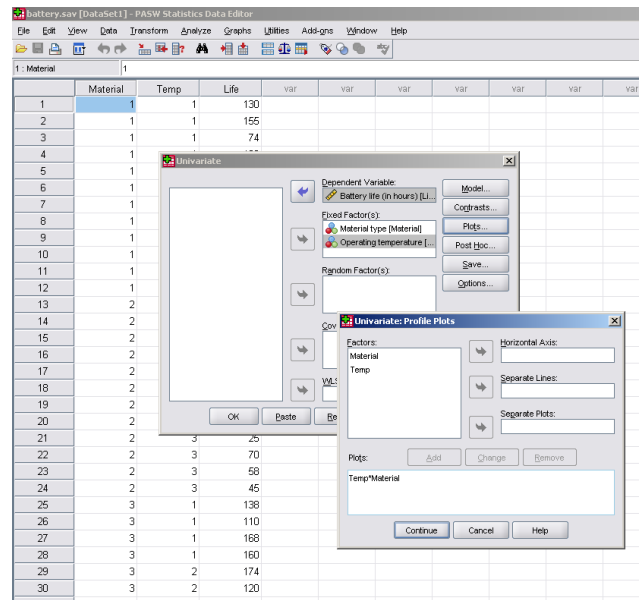 battery.sav [DataSet1] - PASW Statistics Data Editor
File Edit View Data Transform Analyze Graphs Utilities Add-ons Window Help
1 : Material 1
Material Temp Life var var var var var var var
1 1 1 130
2 1 1 155
3 1 1 74
4 1
5 1
6 1
7 1
8 1
9 1
10 1
11 1
12 1
13 2
14 2
15 2
16 2
17 2
18 2
19 2
20 2
21 2 3 25
22 2 3 70
23 2 3 58
24 2 3 45
25 3 1 138
26 3 1 110
27 3 1 168
28 3 1 160
29 3 2 174
30 3 2 120
Univariate
Dependent Variable:
Battery life (in hours) [Li...
Fixed Factor(s):
Material type [Material]
Operating temperature [...
Random Factor(s):
Cov
WLS
Model...
Contrasts...
Plots...
Post Hoc...
Save...
Options...
OK Paste Re
Univariate: Profile Plots
Factors:
Material
Temp
Horizontal Axis:
Separate Lines:
Separate Plots:
Plots: Add Change Remove
Temp*Material
Continue Cancel Help